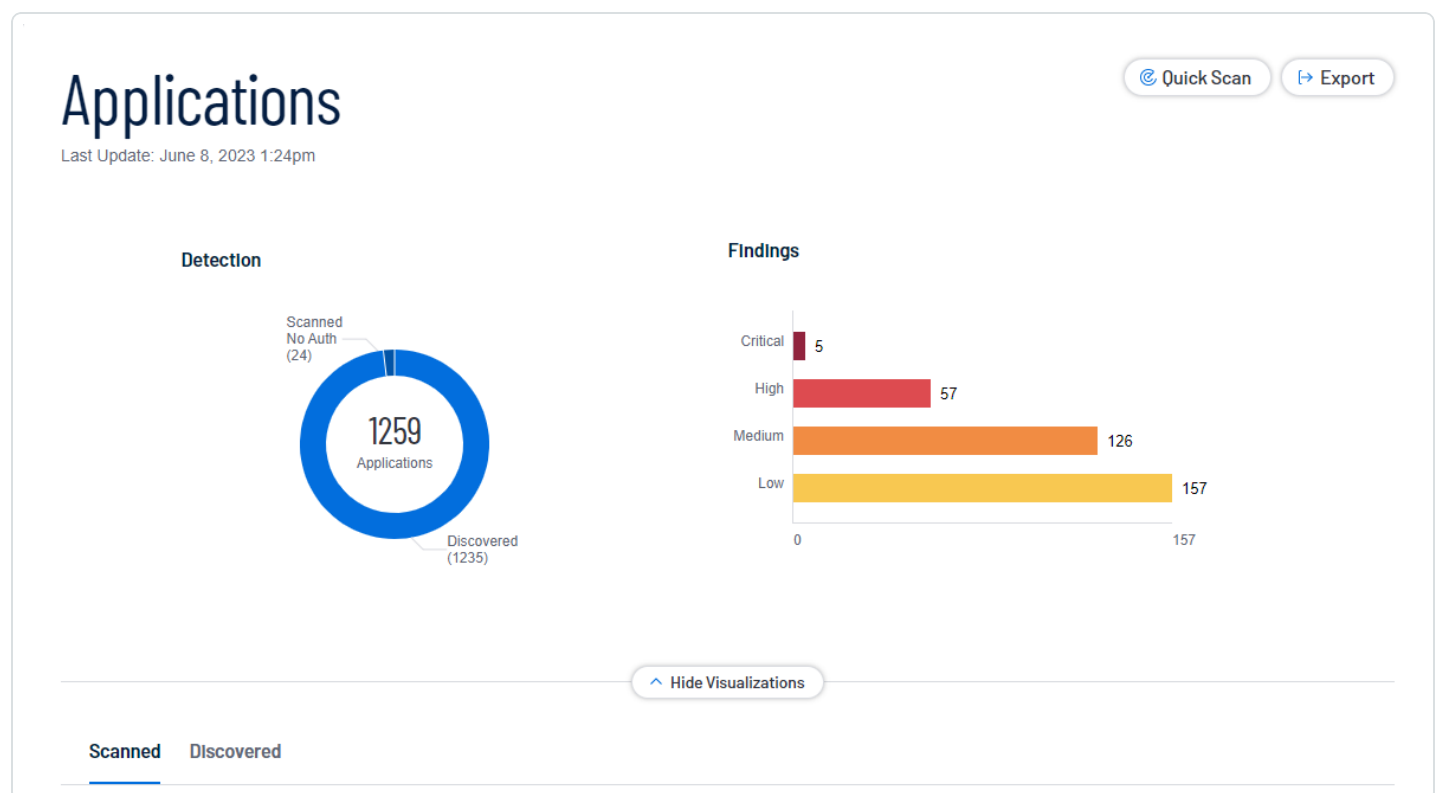 Applications
Quick Scan
Export
Last Update: June 8, 2023 1:24pm
Detection
Scanned
No Auth
(24)
1259
Applications
Discovered
(1235)
Findings
Critical
5
High
57
Medium
126
Low
157
0
157
Hide Visualizations
Scanned
Discovered